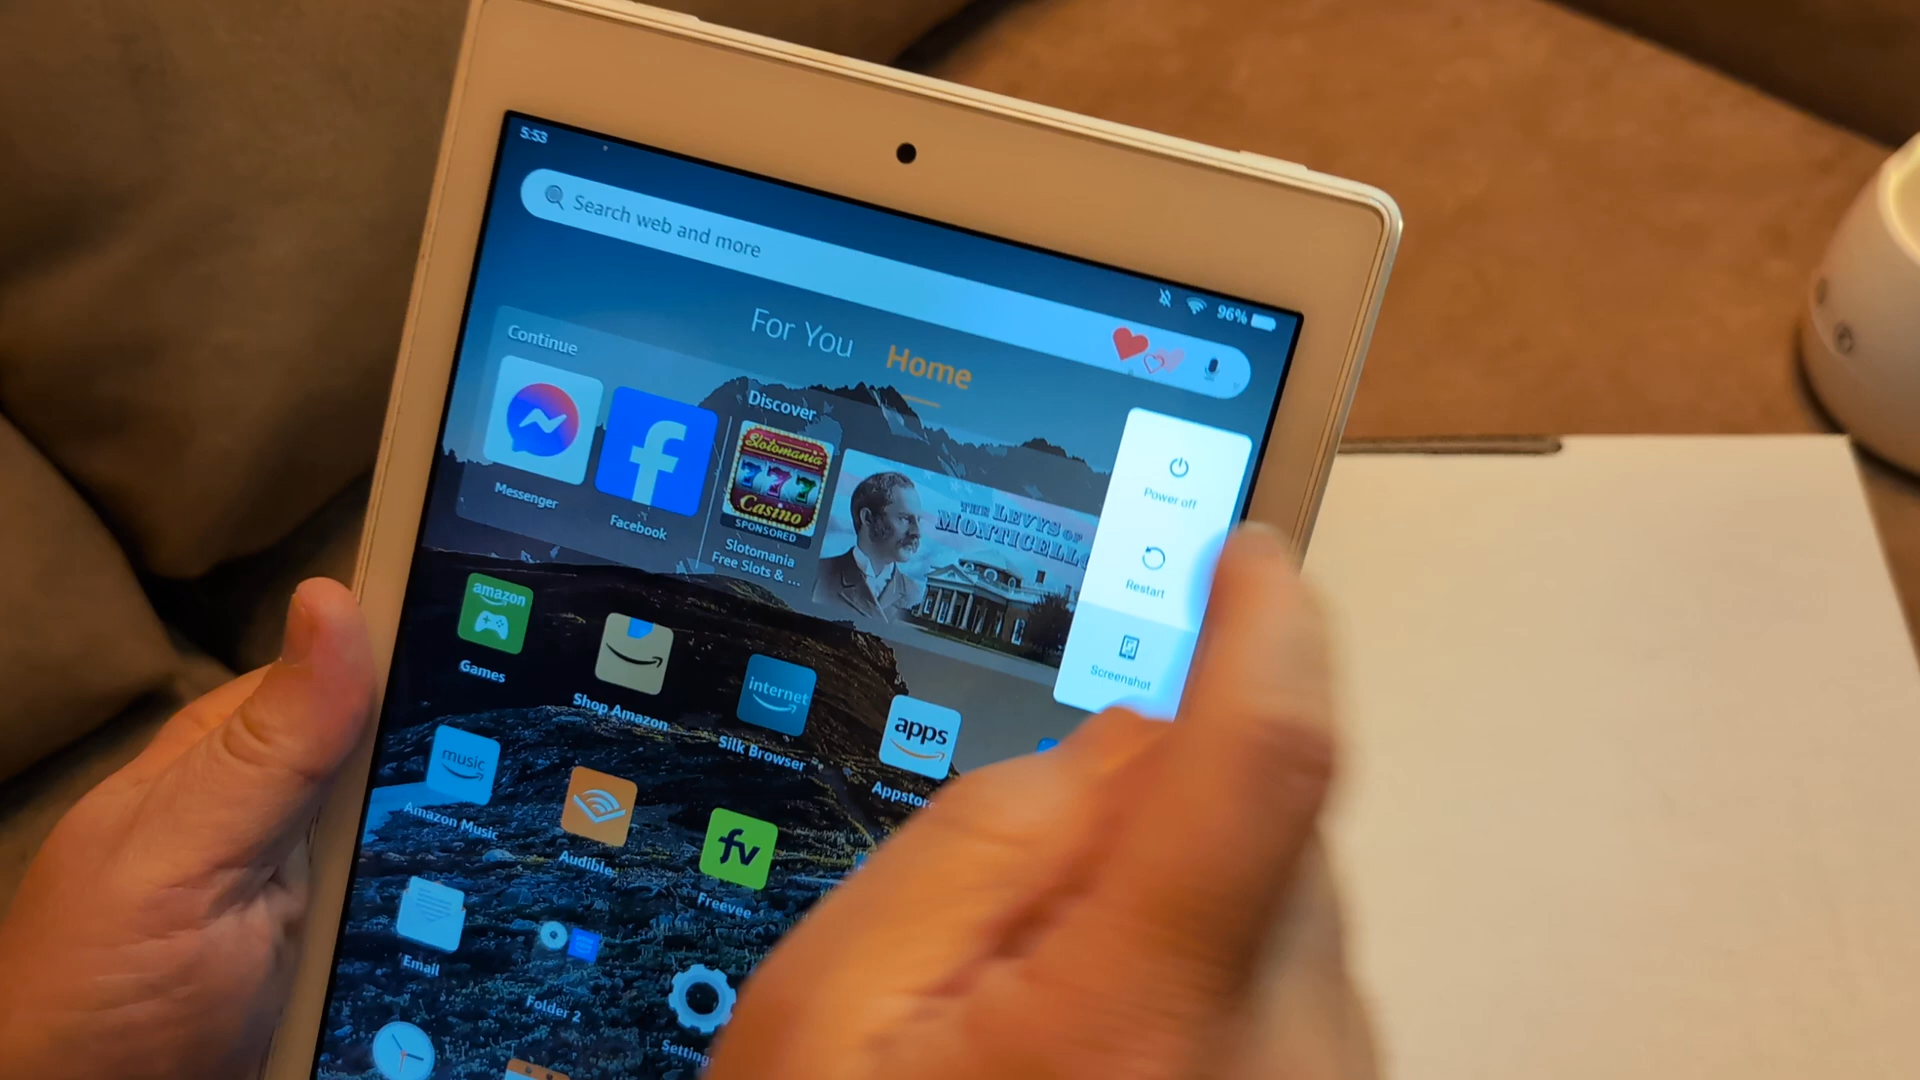 5:53
96%
Search web and more
For You
Home
Continue
Discover
Messenger
Facebook
Slotomania
777
Casino
SPONSORED
Slotomania
Free Slots & ...
THE LEVYS OF
MONTICELLO
Power off
Restart
Screenshot
amazon
Games
Shop Amazon
internet
Silk Browser
apps
Appstor
music
Amazon Music
Audible
fv
Freevee
Email
Folder 2
Settings